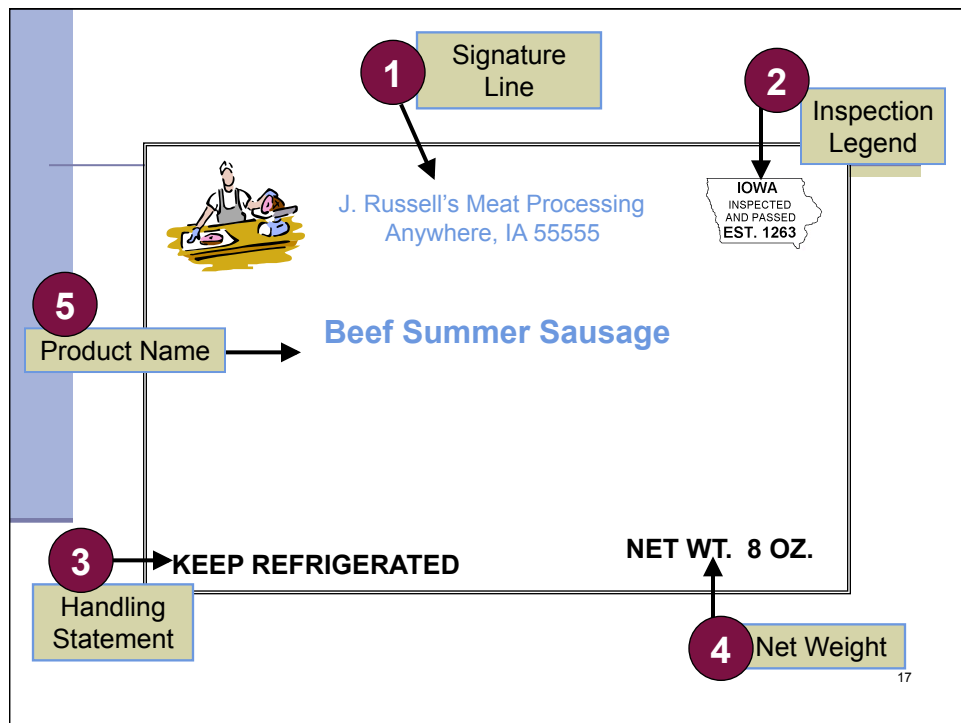 1
Signature
Line
2
Inspection
Legend
J. Russell's Meat Processing
Anywhere, IA 55555
IOWA
INSPECTED
AND PASSED
EST. 1263
5
Product Name
Beef Summer Sausage
3
KEEP REFRIGERATED
Handling
Statement
NET WT.  8 OZ.
4
Net Weight
17